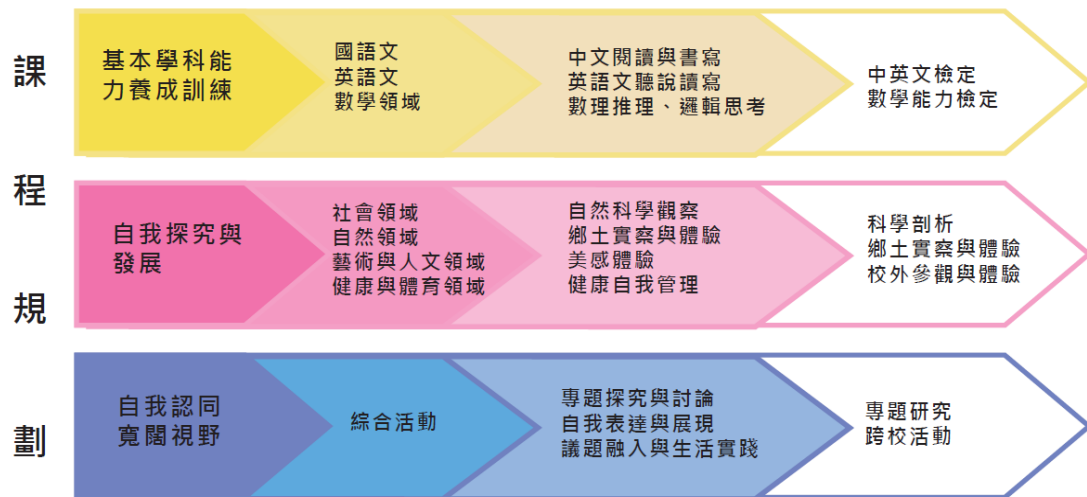 課程規劃
基本學科能
力養成訓練
國語文
英語文
數學領域
中文閱讀與書寫
英語文聽說讀寫
數理推理、邏輯思考
中英文檢定
數學能力檢定
自我探究與
發展
社會領域
自然領域
藝術與人文領域
健康與體育領域
自然科學觀察
鄉土實察與體驗
美感體驗
健康自我管理
科學剖析
鄉土實察與體驗
校外參觀與體驗
自我認同
寬闊視野
綜合活動
專題探究與討論
自我表達與展現
議題融入與生活實踐
專題研究
跨校活動